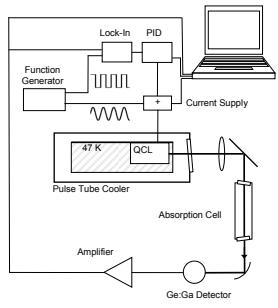 Lock-In
PID
Function
Generator
+
Current Supply
47 K
QCL
Pulse Tube Cooler
Absorption Cell
Amplifier
Ge:Ga Detector